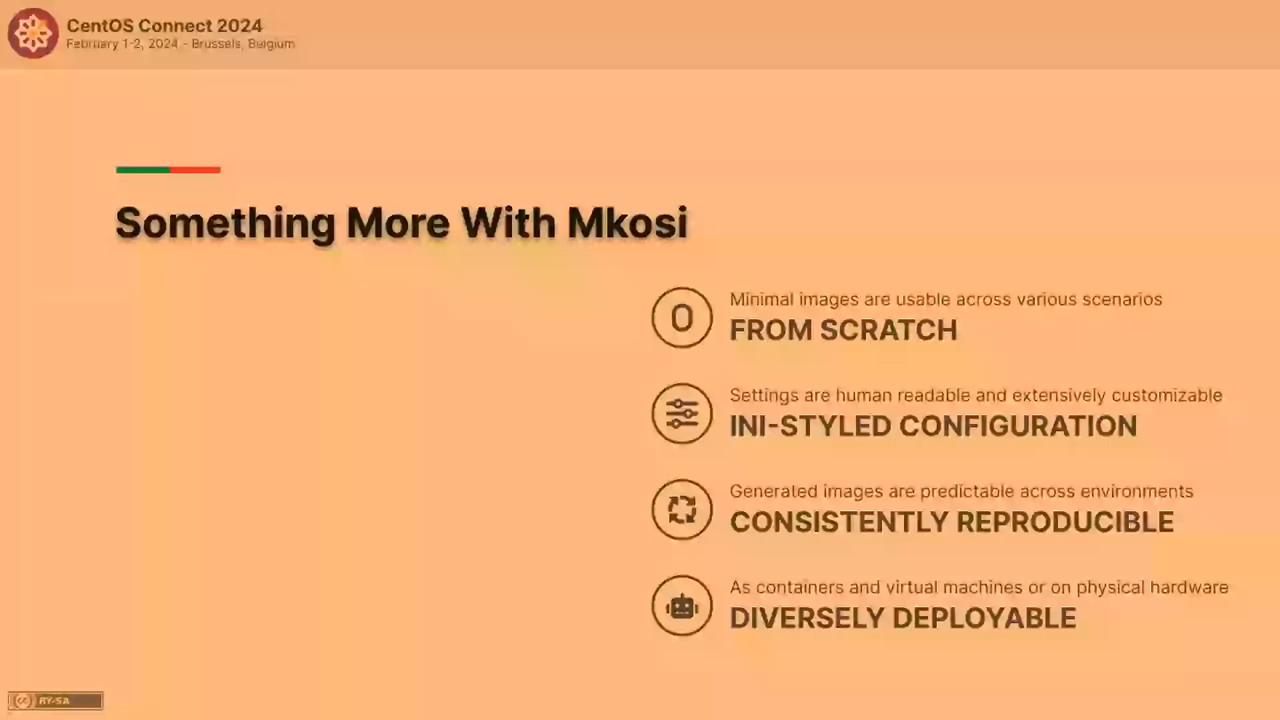 CentOS Connect 2024
February 1-2, 2024 - Brussels, Belgium
Something More With Mkosi
0
Minimal images are usable across various scenarios
FROM SCRATCH
Settings are human readable and extensively customizable
INI-STYLED CONFIGURATION
Generated images are predictable across environments
CONSISTENTLY REPRODUCIBLE
As containers and virtual machines or on physical hardware
DIVERSELY DEPLOYABLE
cc BY-SA